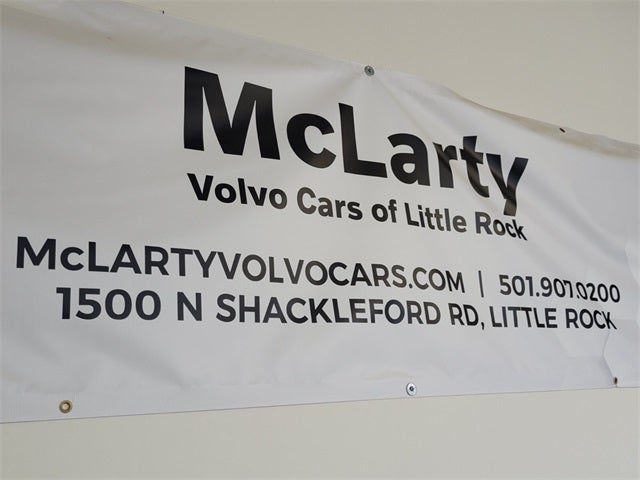 McLarty
Volvo Cars of Little Rock
McLARTYVOLVOCARS.COM | 501.907.0200
1500 N SHACKLEFORD RD, LITTLE ROCK